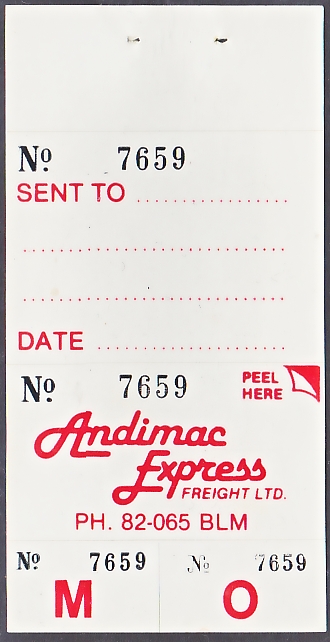 Nº 7659
SENT TO ................
..............................
..............................
DATE .....................
Nº 7659
PEEL
HERE
Andimac
Express
FREIGHT LTD.
PH. 82-065 BLM
Nº 7659 Nº 7659
M O